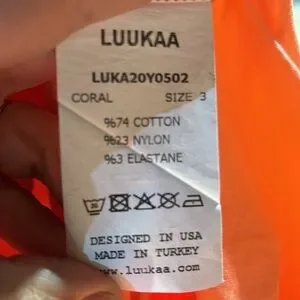 LUUKAA
LUKA20Y0502
CORAL SIZE 3
%74 COTTON
%23 NYLON
%3 ELASTANE
30
DESIGNED IN USA
MADE IN TURKEY
www.luukaa.com